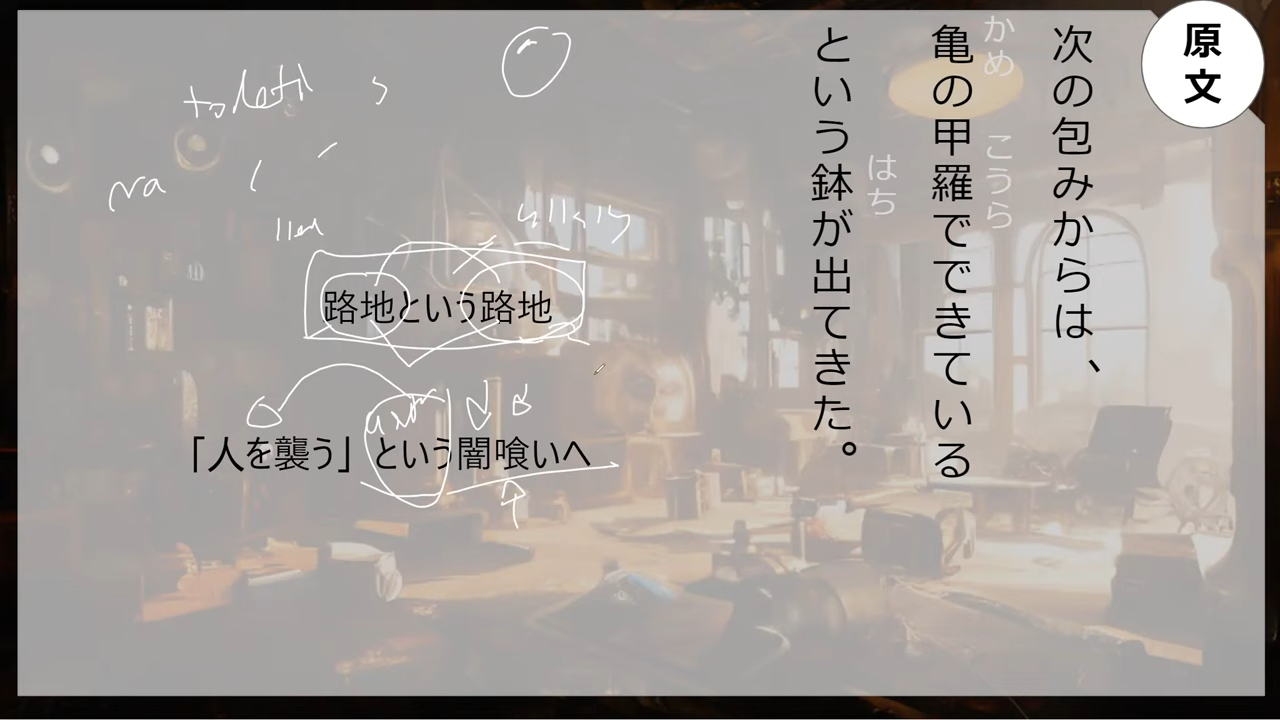 原文
次の包みからは、
亀の甲羅でできている
かめ こうら
という鉢が出てきた。
はち
路地という路地
「人を襲う」という闇喰いへ